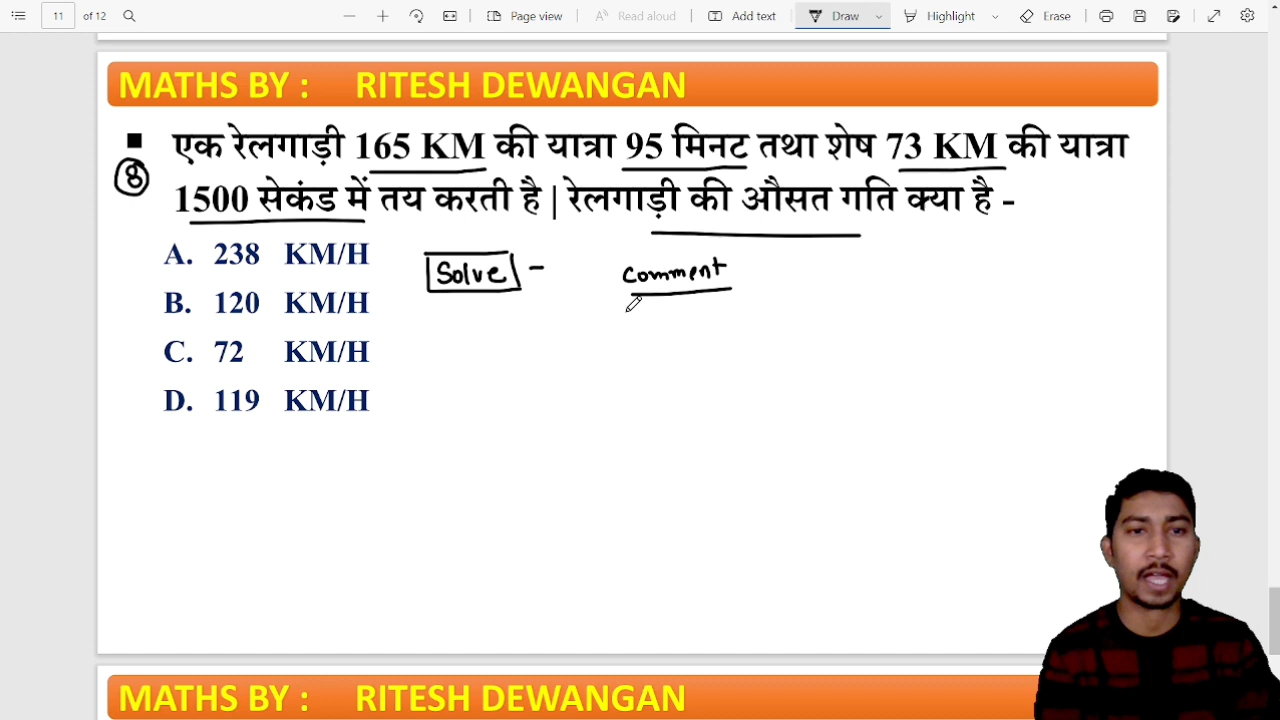 11 of 12 Page view Read aloud Add text Draw Highlight Erase
MATHS BY : RITESH DEWANGAN
■ एक रेलगाड़ी 165 KM की यात्रा 95 मिनट तथा शेष 73 KM की यात्रा
8 1500 सेकंड में तय करती है | रेलगाड़ी की औसत गति क्या है -
A. 238 KM/H
Solve - comment
B. 120 KM/H
C. 72 KM/H
D. 119 KM/H
MATHS BY : RITESH DEWANGAN